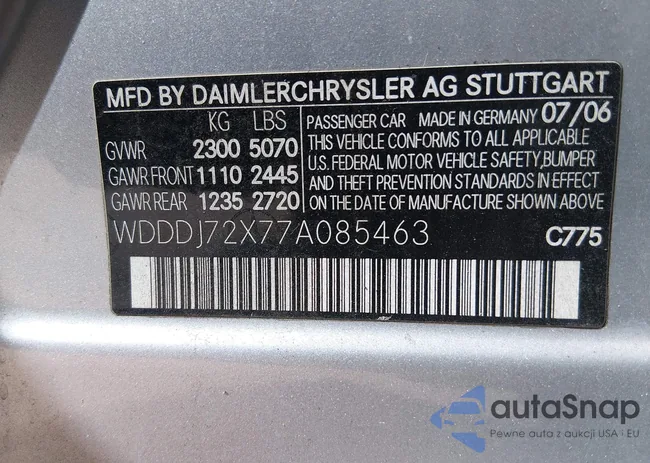 MFD BY DAIMLERCHRYSLER AG STUTTGART
KG LBS
GVWR 2300 5070
GAWR FRONT 1110 2445
GAWR REAR 1235 2720
PASSENGER CAR MADE IN GERMANY 07/06
THIS VEHICLE CONFORMS TO ALL APPLICABLE
U.S. FEDERAL MOTOR VEHICLE SAFETY,BUMPER
AND THEFT PREVENTION STANDARDS IN EFFECT
ON THE DATE OF MANUFACTURE SHOWN ABOVE.
WDDDJ72X77A085463 C775
autaSnap
Pewne auta z aukcji USA i EU